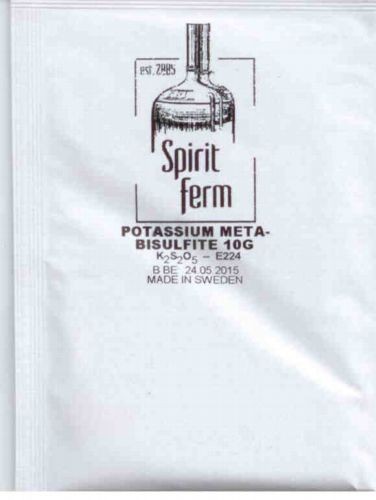 est. 2005
Spirit
ferm
POTASSIUM META-
BISULFITE 10G
K₂S₂O₅ – E224
B BE 24.05.2015
MADE IN SWEDEN